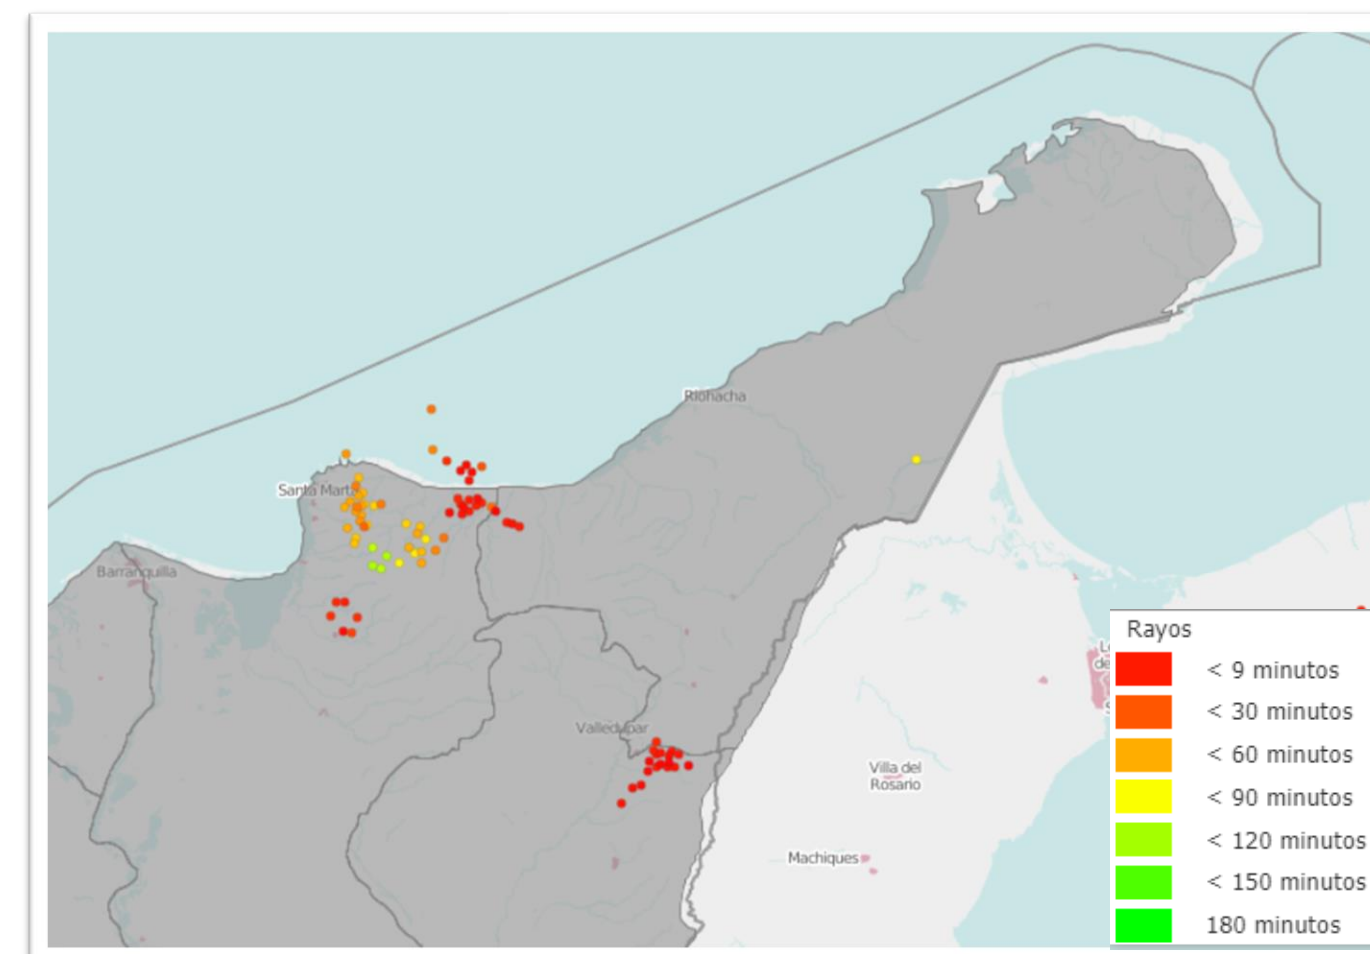 Riohacha
Santa Marta
Barranquilla
Valledupar
Villa del
Rosario
Machiques
Rayos
< 9 minutos
< 30 minutos
< 60 minutos
< 90 minutos
< 120 minutos
< 150 minutos
180 minutos